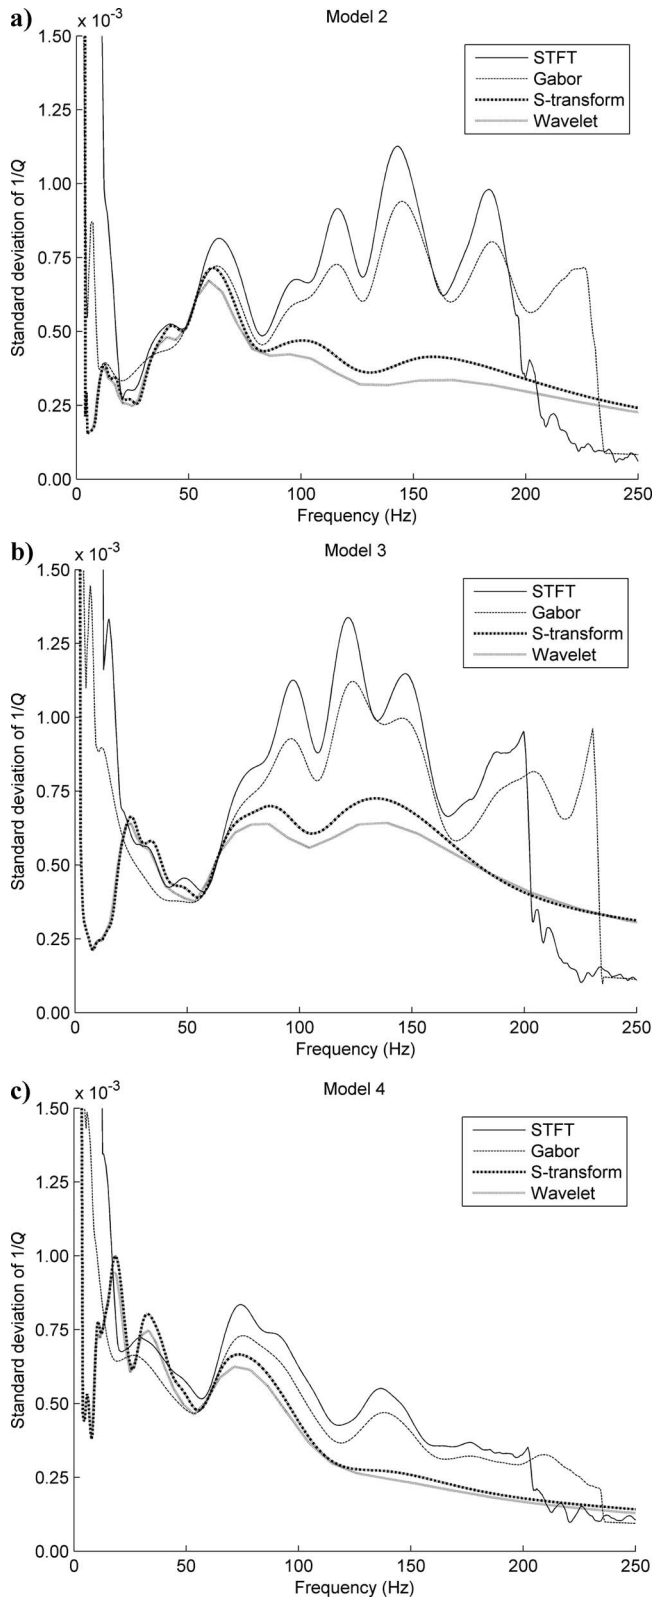 a)
x 10⁻³
Model 2
1.50
1.25
1.00
0.75
0.50
0.25
0.00
Standard deviation of 1/Q
STFT
Gabor
S-transform
Wavelet
0
50
100
150
200
250
Frequency (Hz)
b)
x 10⁻³
Model 3
1.50
1.25
1.00
0.75
0.50
0.25
0.00
Standard deviation of 1/Q
STFT
Gabor
S-transform
Wavelet
0
50
100
150
200
250
Frequency (Hz)
c)
x 10⁻³
Model 4
1.50
1.25
1.00
0.75
0.50
0.25
0.00
Standard deviation of 1/Q
STFT
Gabor
S-transform
Wavelet
0
50
100
150
200
250
Frequency (Hz)